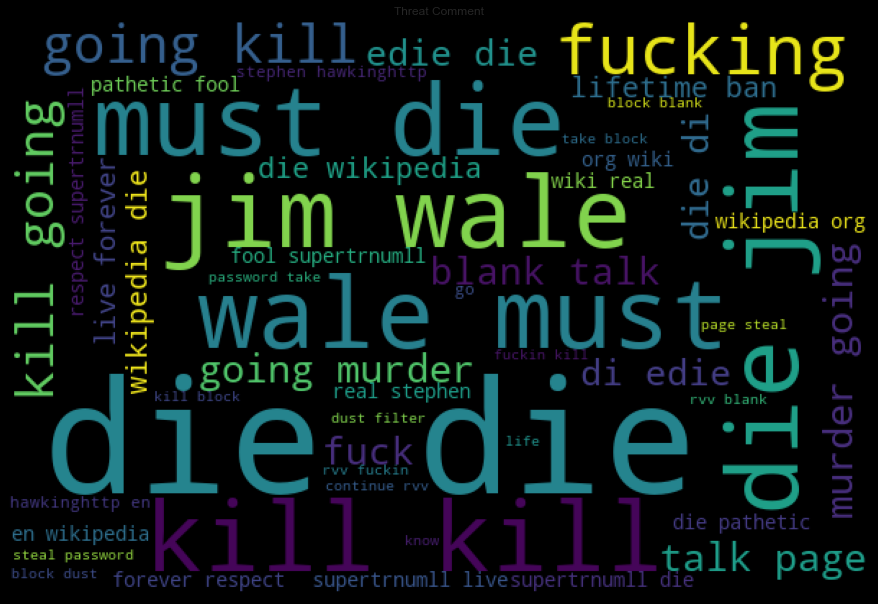 Threat Comment
going kill
edie die
fucking
stephen hawkinghttp
pathetic fool
lifetime ban
block blank
must die
take block
org wiki
die di
die jim
kill going
respect supertrnumll
live forever
wikipedia die
die wikipedia
wiki real
jim wale
wikipedia org
fool supertrnumll
blank talk
password take
go
wale must
page steal
murder going
fuckin kill
going murder
di edie
real stephen
kill block
rvv blank
die die
dust filter
fuck
life
rvv fuckin
continue rvv
hawkinghttp en
kill kill
die pathetic
en wikipedia
know
steal password
talk page
block dust
forever respect
supertrnumll live
supertrnumll die